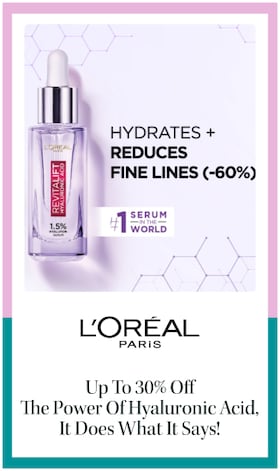 HYDRATES +
REDUCES
FINE LINES (-60%)
L'ORÉAL
PARIS
REVITALIFT
HYALURONIC ACID
1.5%
#1 SERUM
IN THE
WORLD
L'ORÉAL
PARIS
Up To 30% Off
The Power Of Hyaluronic Acid,
It Does What It Says!